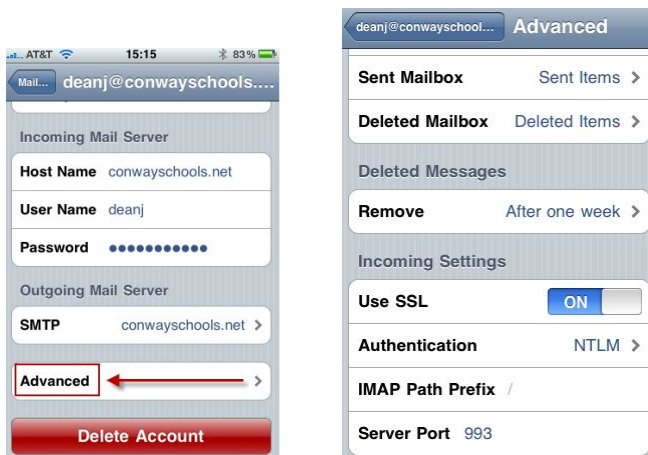 AT&T 15:15 83%
Mail... deanj@conwayschools....
Incoming Mail Server
Host Name conwayschools.net
User Name deanj
Password ●●●●●●●●●●●
Outgoing Mail Server
SMTP conwayschools.net
Advanced
Delete Account
deanj@conwayschool... Advanced
Sent Mailbox Sent Items
Deleted Mailbox Deleted Items
Deleted Messages
Remove After one week
Incoming Settings
Use SSL ON
Authentication NTLM
IMAP Path Prefix /
Server Port 993